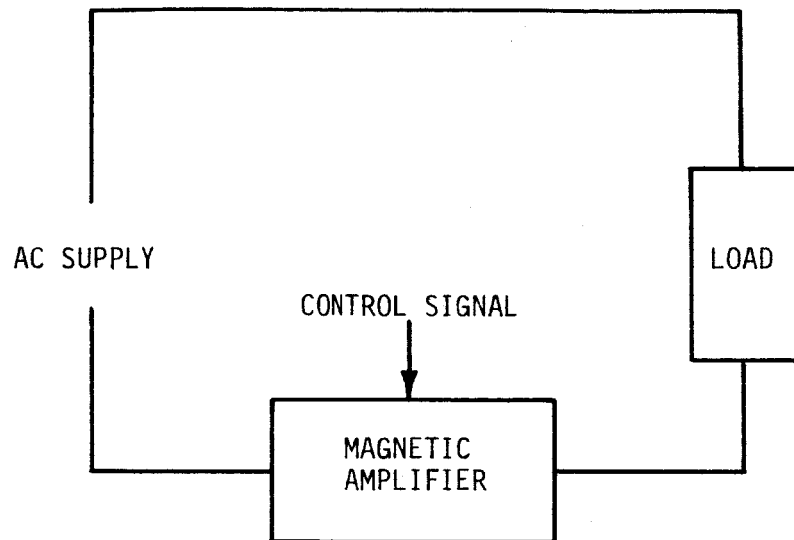 AC SUPPLY
LOAD
CONTROL SIGNAL
MAGNETIC
AMPLIFIER